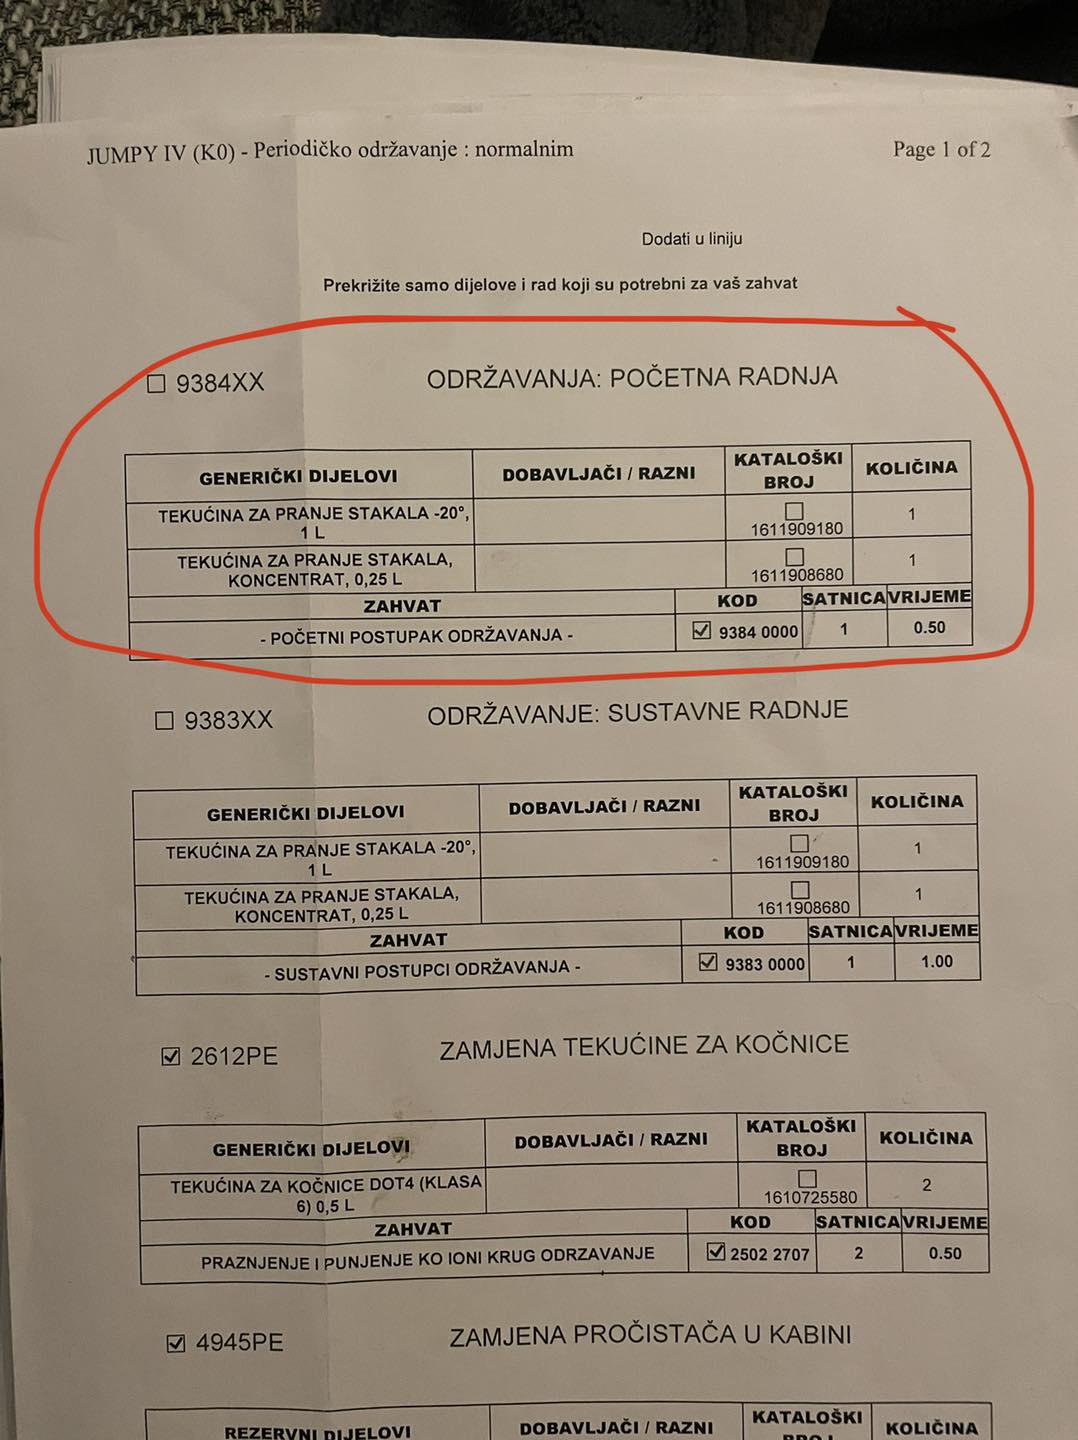 JUMPY IV (K0) - Periodičko održavanje : normalnim
Page 1 of 2
Dodati u liniju
Prekrižite samo dijelove i rad koji su potrebni za vaš zahvat
9384XX
ODRŽAVANJA: POČETNA RADNJA
GENERIČKI DIJELOVI
DOBAVLJAČI / RAZNI
KATALOŠKI
BROJ
KOLIČINA
TEKUĆINA ZA PRANJE STAKALA -20°,
1 L
1611909180
1
TEKUĆINA ZA PRANJE STAKALA,
KONCENTRAT, 0,25 L
1611908680
1
ZAHVAT
KOD
SATNICA
VRIJEME
- POČETNI POSTUPAK ODRŽAVANJA -
9384 0000
1
0.50
9383XX
ODRŽAVANJE: SUSTAVNE RADNJE
GENERIČKI DIJELOVI
DOBAVLJAČI / RAZNI
KATALOŠKI
BROJ
KOLIČINA
TEKUĆINA ZA PRANJE STAKALA -20°,
1 L
1611909180
1
TEKUĆINA ZA PRANJE STAKALA,
KONCENTRAT, 0,25 L
1611908680
1
ZAHVAT
KOD
SATNICA
VRIJEME
- SUSTAVNI POSTUPCI ODRŽAVANJA -
9383 0000
1
1.00
2612PE
ZAMJENA TEKUĆINE ZA KOČNICE
GENERIČKI DIJELOVI
DOBAVLJAČI / RAZNI
KATALOŠKI
BROJ
KOLIČINA
TEKUĆINA ZA KOČNICE DOT4 (KLASA
6) 0,5 L
1610725580
2
ZAHVAT
KOD
SATNICA
VRIJEME
PRAZNJENJE I PUNJENJE KO IONI KRUG ODRZAVANJE
2502 2707
2
0.50
4945PE
ZAMJENA PROČISTAČA U KABINI
REZERVNI DIJELOVI
DOBAVLJAČI / RAZNI
KATALOŠKI
BROJ
KOLIČINA